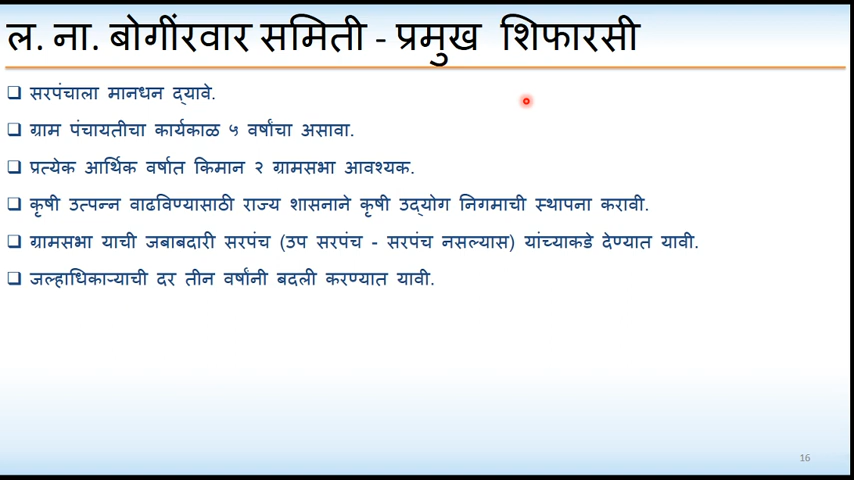 ल. ना. बोगींरवार समिती - प्रमुख शिफारसी
सरपंचाला मानधन द्यावे.
ग्राम पंचायतीचा कार्यकाळ ५ वर्षांचा असावा.
प्रत्येक आर्थिक वर्षात किमान २ ग्रामसभा आवश्यक.
कृषी उत्पन्न वाढविण्यासाठी राज्य शासनाने कृषी उद्योग निगमाची स्थापना करावी.
ग्रामसभा याची जबाबदारी सरपंच (उप सरपंच - सरपंच नसल्यास) यांच्याकडे देण्यात यावी.
जल्हाधिकाऱ्याची दर तीन वर्षांनी बदली करण्यात यावी.
16